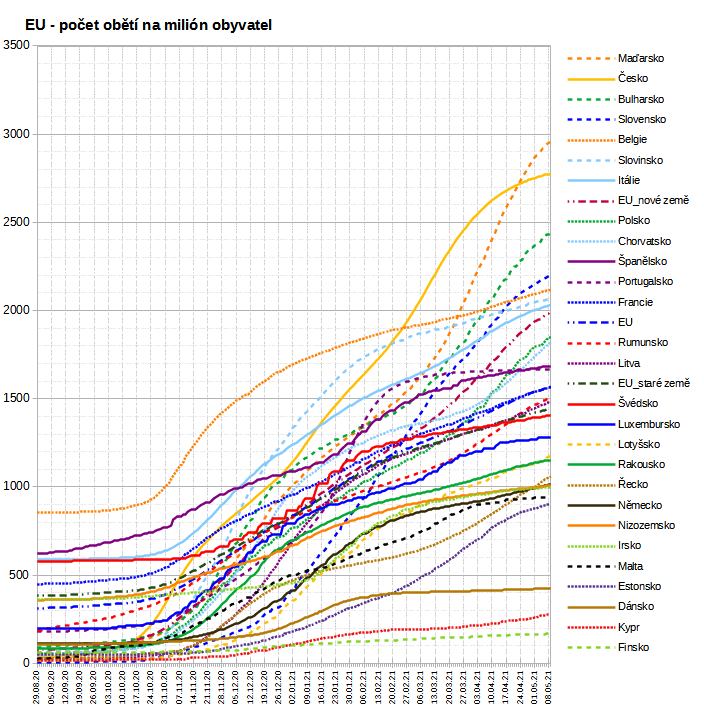 EU - počet obětí na milión obyvatel
3500
3000
2500
2000
1500
1000
500
0
Maďarsko
Česko
Bulharsko
Slovensko
Belgie
Slovinsko
Itálie
EU_nové země
Polsko
Chorvatsko
Španělsko
Portugalsko
Francie
EU
Rumunsko
Litva
EU_staré země
Švédsko
Luxembursko
Lotyšsko
Rakousko
Řecko
Německo
Nizozemsko
Irsko
Malta
Estonsko
Dánsko
Kypr
Finsko
29.08.20
05.09.20
12.09.20
19.09.20
26.09.20
03.10.20
10.10.20
17.10.20
24.10.20
31.10.20
07.11.20
14.11.20
21.11.20
28.11.20
05.12.20
12.12.20
19.12.20
26.12.20
02.01.21
09.01.21
16.01.21
23.01.21
30.01.21
06.02.21
13.02.21
20.02.21
27.02.21
06.03.21
13.03.21
20.03.21
27.03.21
03.04.21
10.04.21
17.04.21
24.04.21
01.05.21
08.05.21